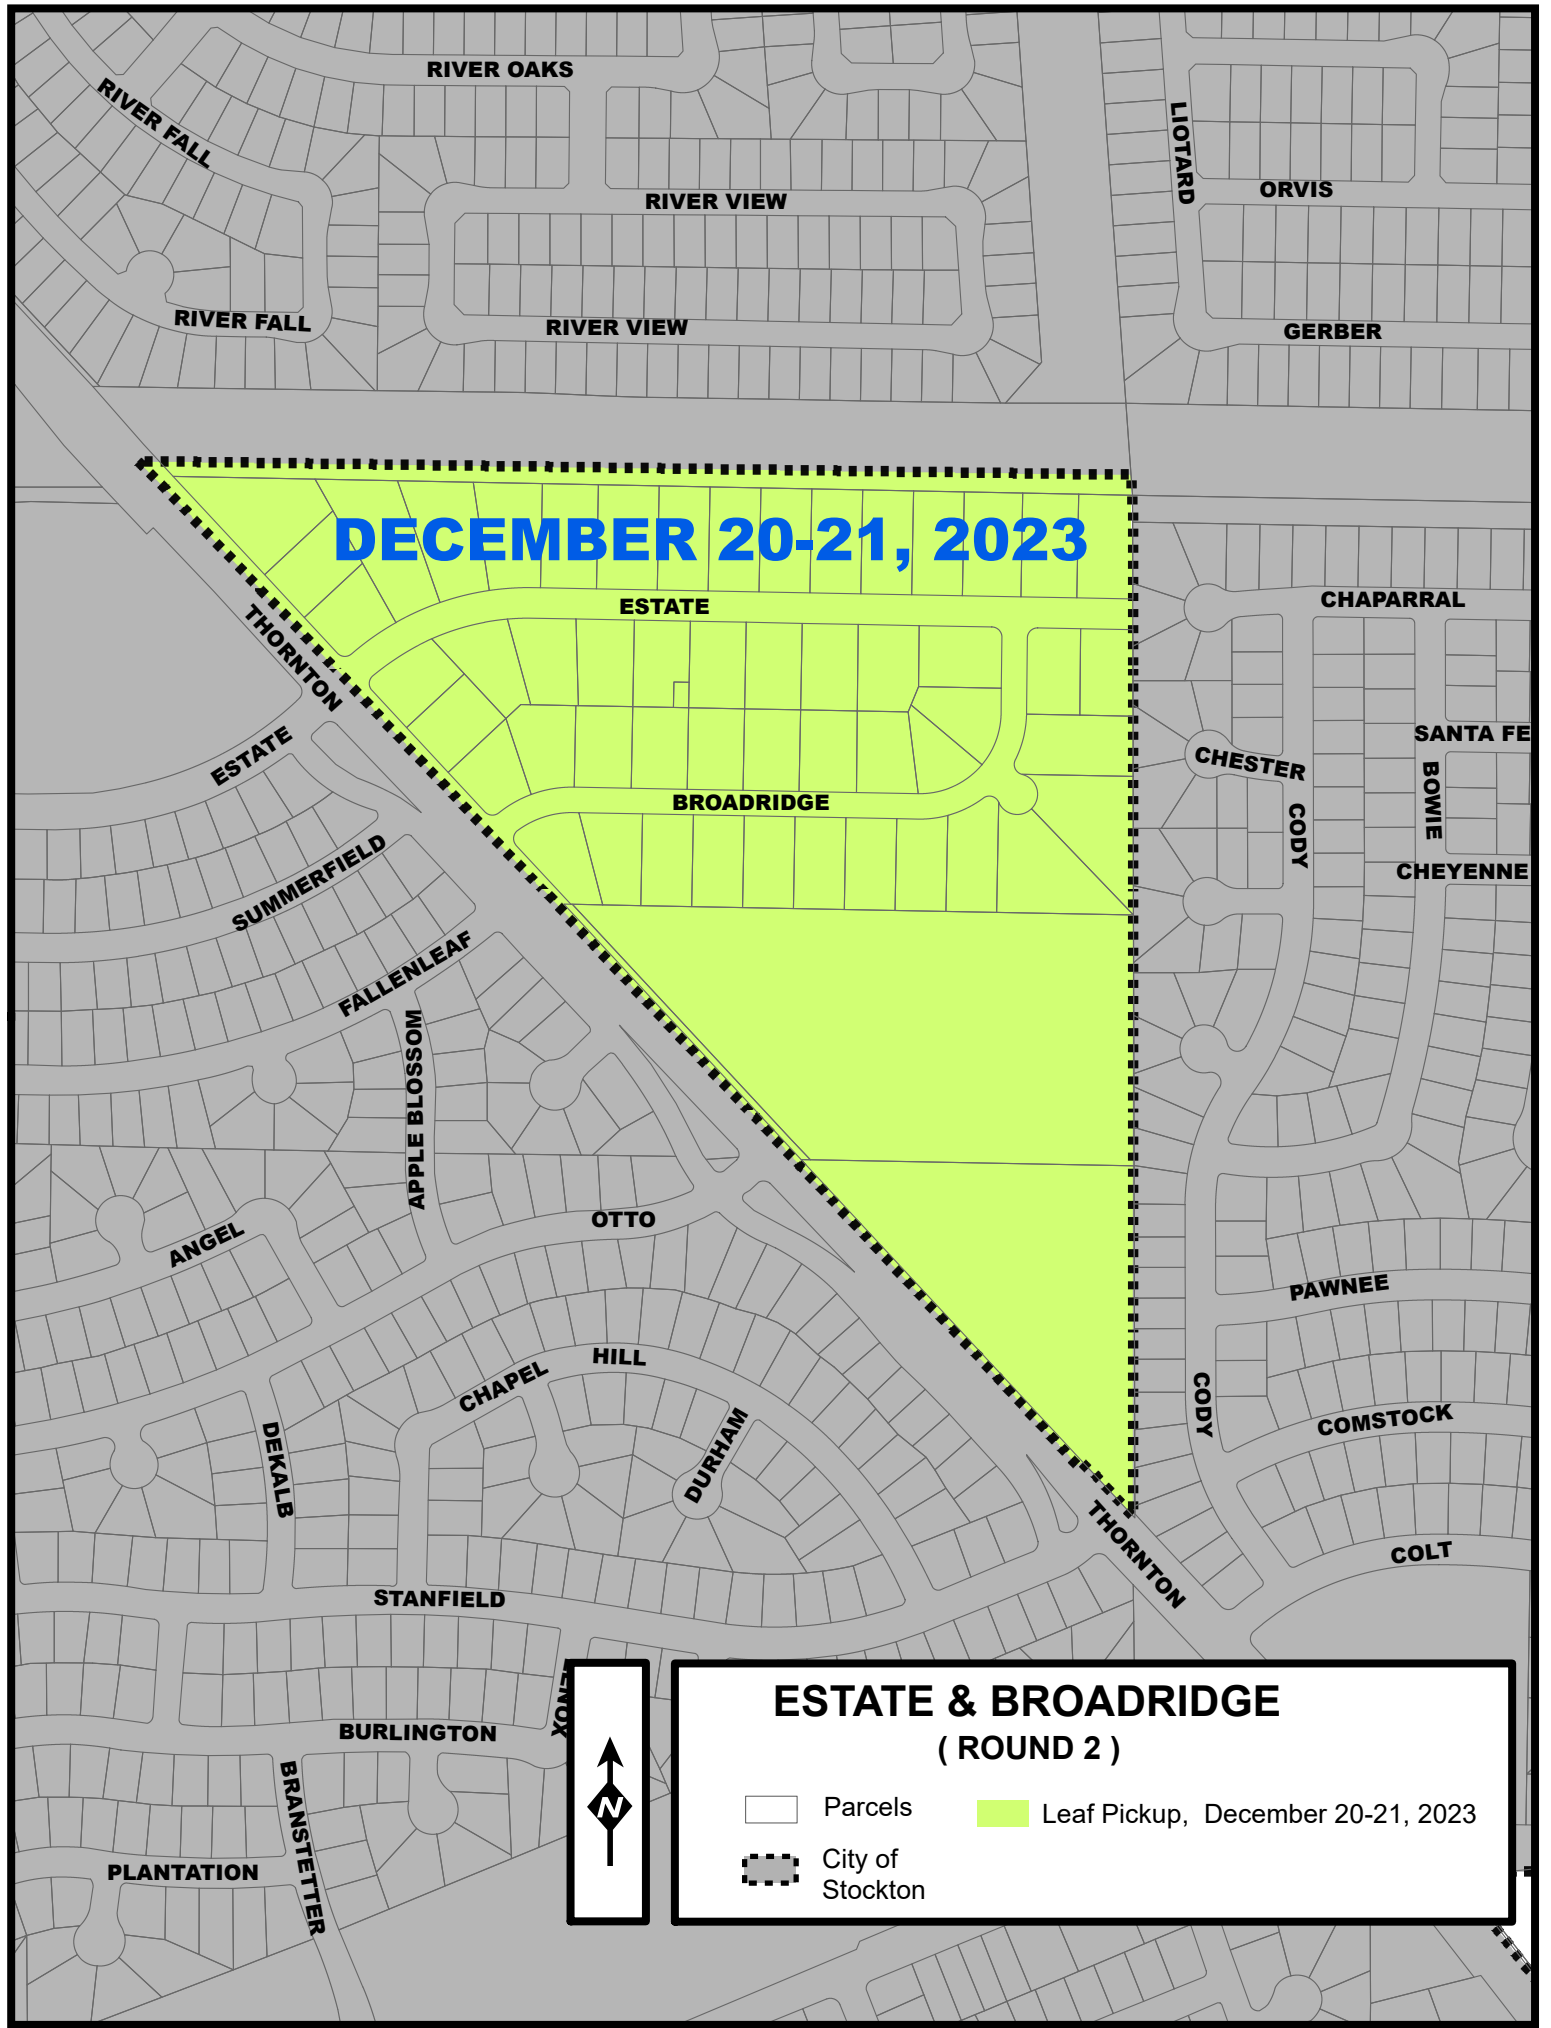 RIVER OAKS
RIVER FALL
LIOTARD
ORVIS
RIVER VIEW
RIVER FALL
RIVER VIEW
GERBER
DECEMBER 20-21, 2023
ESTATE
CHAPARRAL
THORNTON
ESTATE
SANTA FE
CHESTER
BOWIE
BROADRIDGE
CODY
SUMMERFIELD
CHEYENNE
FALLENLEAF
APPLE BLOSSOM
OTTO
ANGEL
PAWNEE
CHAPEL HILL
CODY
COMSTOCK
DURHAM
DEKALB
THORNTON
COLT
STANFIELD
BURLINGTON
BRANSTETTER
PLANTATION
N
ESTATE & BROADRIDGE
( ROUND 2 )
Parcels
Leaf Pickup, December 20-21, 2023
City of
Stockton